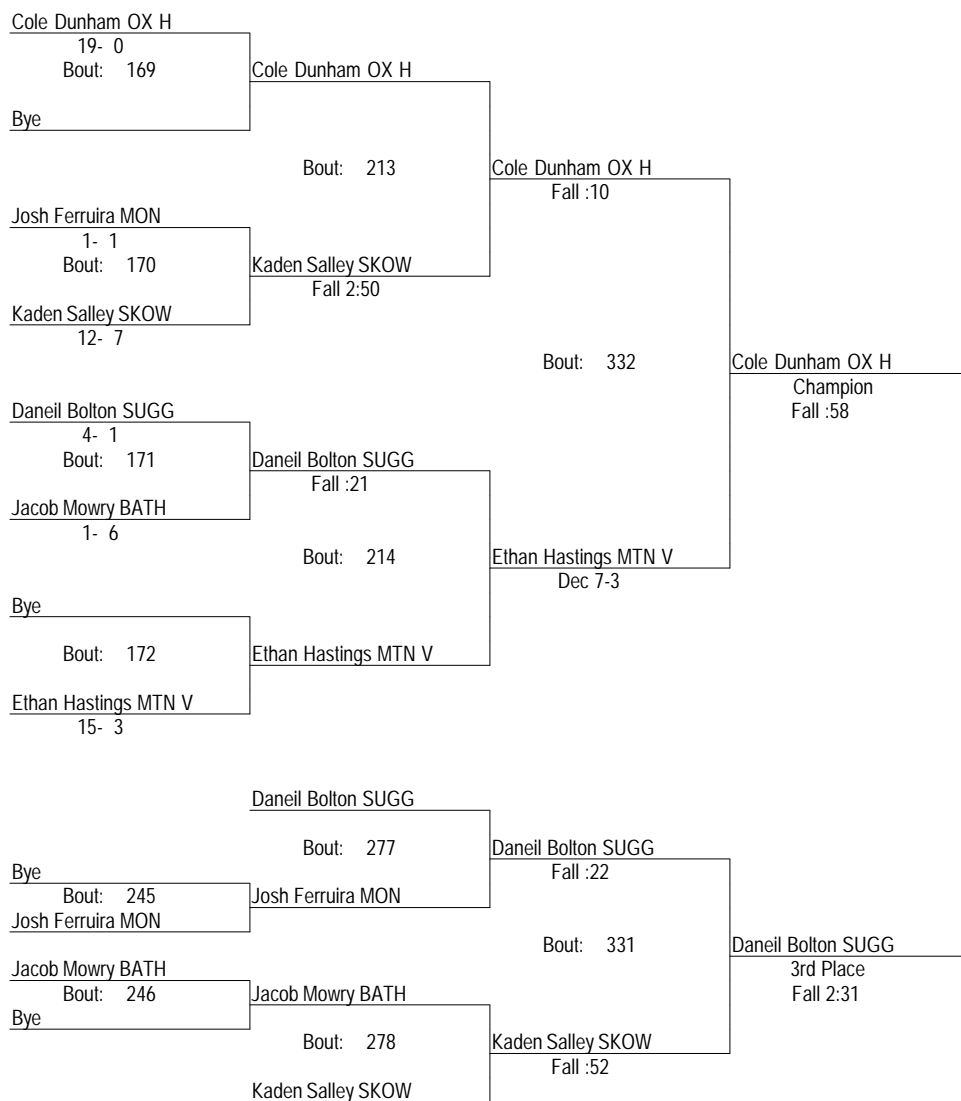 Cole Dunham OX H
19- 0
Bout: 169
Cole Dunham OX H
Bye
Bout: 213
Cole Dunham OX H
Fall :10
Josh Ferruira MON
1- 1
Bout: 170
Kaden Salley SKOW
Fall 2:50
Kaden Salley SKOW
12- 7
Bout: 332
Cole Dunham OX H
Champion
Fall :58
Daneil Bolton SUGG
4- 1
Bout: 171
Daneil Bolton SUGG
Fall :21
Jacob Mowry BATH
1- 6
Bout: 214
Ethan Hastings MTN V
Dec 7-3
Bye
Bout: 172
Ethan Hastings MTN V
Ethan Hastings MTN V
15- 3
Daneil Bolton SUGG
Bout: 277
Daneil Bolton SUGG
Fall :22
Bye
Bout: 245
Josh Ferruira MON
Josh Ferruira MON
Bout: 331
Daneil Bolton SUGG
3rd Place
Fall 2:31
Jacob Mowry BATH
Bout: 246
Jacob Mowry BATH
Bye
Bout: 278
Kaden Salley SKOW
Fall :52
Kaden Salley SKOW